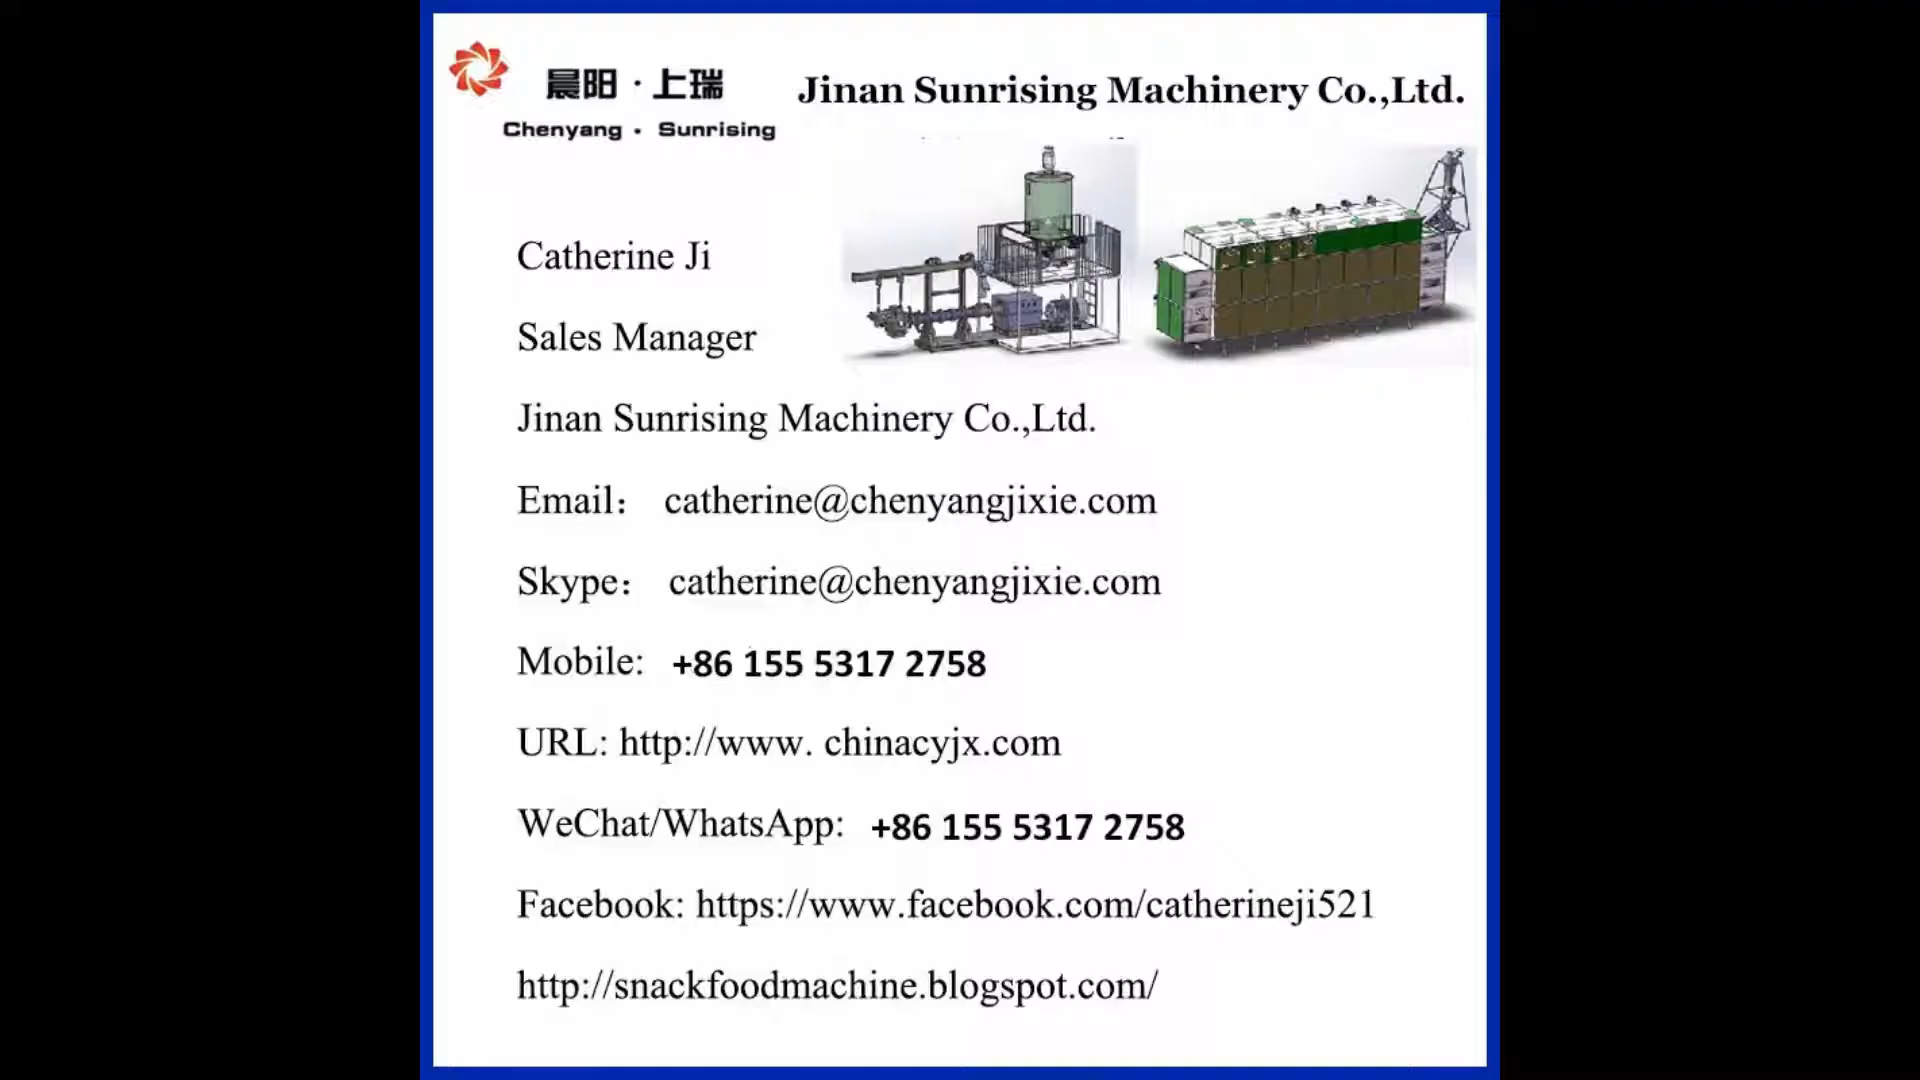 晨阳 · 上瑞
Chenyang · Sunrising
Jinan Sunrising Machinery Co.,Ltd.
Catherine Ji
Sales Manager
Jinan Sunrising Machinery Co.,Ltd.
Email： catherine@chenyangjixie.com
Skype： catherine@chenyangjixie.com
Mobile: +86 155 5317 2758
URL: http://www. chinacyjx.com
WeChat/WhatsApp: +86 155 5317 2758
Facebook: https://www.facebook.com/catherineji521
http://snackfoodmachine.blogspot.com/